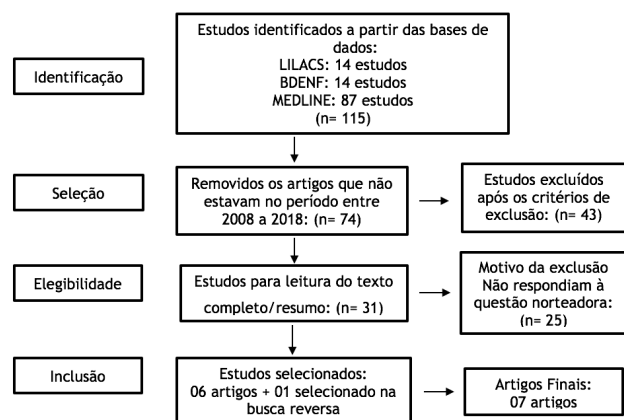 Identificação
Estudos identificados a partir das bases de
dados:
LILACS: 14 estudos
BDENF: 14 estudos
MEDLINE: 87 estudos
(n= 115)
Seleção
Removidos os artigos que não
estavam no período entre
2008 a 2018: (n= 74)
Estudos excluídos
após os critérios de
exclusão: (n= 43)
Elegibilidade
Estudos para leitura do texto
completo/resumo: (n= 31)
Motivo da exclusão
Não respondiam à
questão norteadora:
(n= 25)
Inclusão
Estudos selecionados:
06 artigos + 01 selecionado na
busca reversa
Artigos Finais:
07 artigos